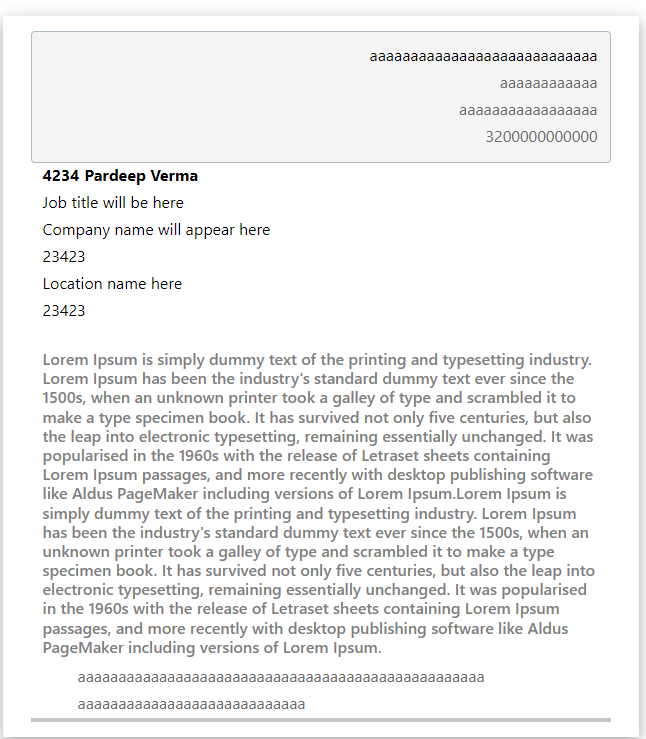 aaaaaaaaaaaaaaaaaaaaaaaaaaaa
aaaaaaaaaaaa
aaaaaaaaaaaaaaaaa
3200000000000
4234 Pardeep Verma
Job title will be here
Company name will appear here
23423
Location name here
23423
Lorem Ipsum is simply dummy text of the printing and typesetting industry.
Lorem Ipsum has been the industry's standard dummy text ever since the
1500s, when an unknown printer took a galley of type and scrambled it to
make a type specimen book. It has survived not only five centuries, but also
the leap into electronic typesetting, remaining essentially unchanged. It was
popularised in the 1960s with the release of Letraset sheets containing
Lorem Ipsum passages, and more recently with desktop publishing software
like Aldus PageMaker including versions of Lorem Ipsum.Lorem Ipsum is
simply dummy text of the printing and typesetting industry. Lorem Ipsum
has been the industry's standard dummy text ever since the 1500s, when an
unknown printer took a galley of type and scrambled it to make a type
specimen book. It has survived not only five centuries, but also the leap into
electronic typesetting, remaining essentially unchanged. It was popularised
in the 1960s with the release of Letraset sheets containing Lorem Ipsum
passages, and more recently with desktop publishing software like Aldus
PageMaker including versions of Lorem Ipsum.
aaaaaaaaaaaaaaaaaaaaaaaaaaaaaaaaaaaaaaaaaaaaaaaaaa
aaaaaaaaaaaaaaaaaaaaaaaaaaaa